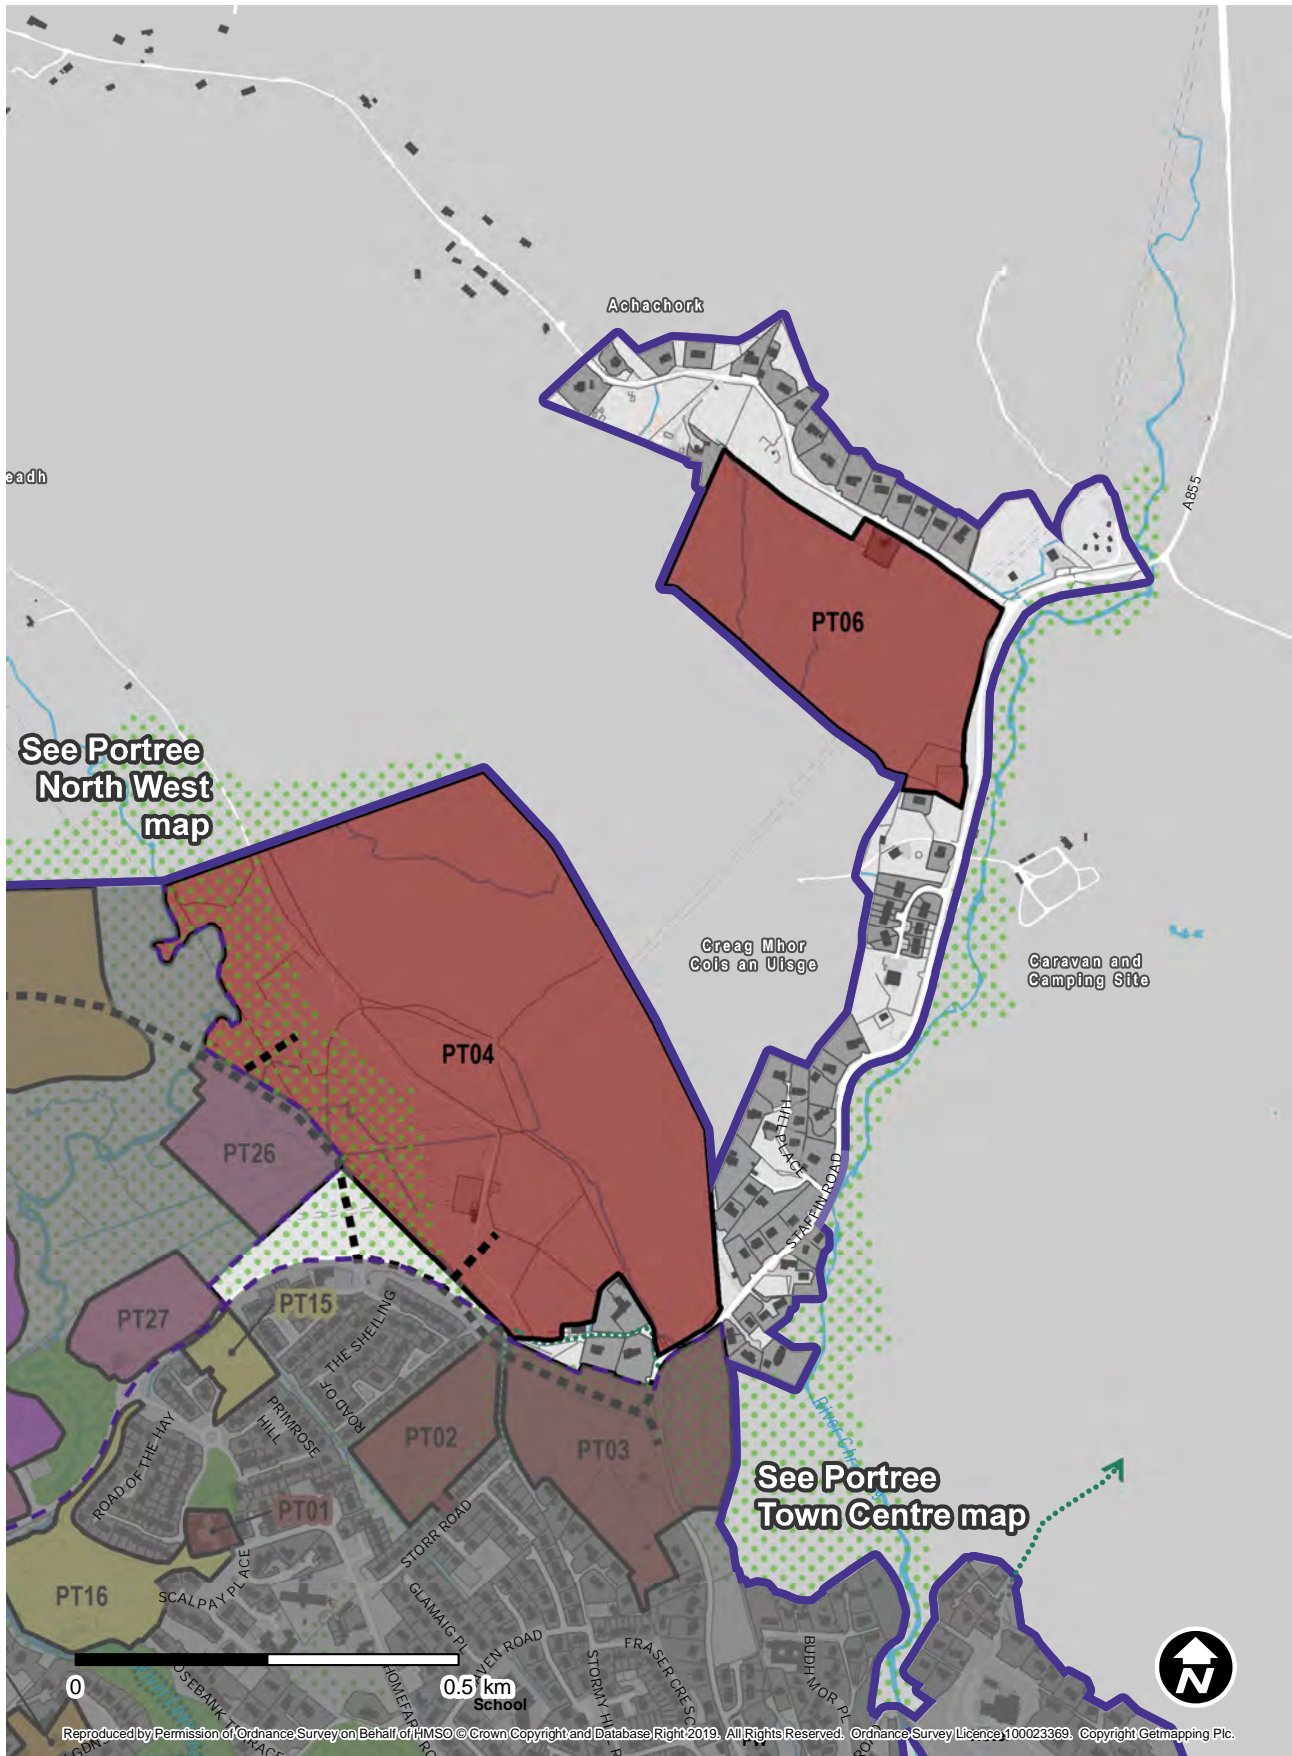 Achachork
eadh
A855
PT06
See Portree
North West
map
Creag Mhor
Cois an Uisge
Caravan and
Camping Site
PT04
HILL PLACE
STAFFIN ROAD
PT26
PT27
PT15
ROAD OF THE SHEILING
PRIMROSE
HILL
ROAD OF THE HAY
PT02
PT03
PT01
See Portree
Town Centre map
STORR ROAD
SCALPAY PLACE
PT16
GLAMAIG PL
FRASER CRESC
BUDHMOR PL
0
0.5 km
School
N
Reproduced by Permission of Ordnance Survey on Behalf of HMSO © Crown Copyright and Database Right 2019. All Rights Reserved. Ordnance Survey Licence 100023369. Copyright Getmapping Plc.